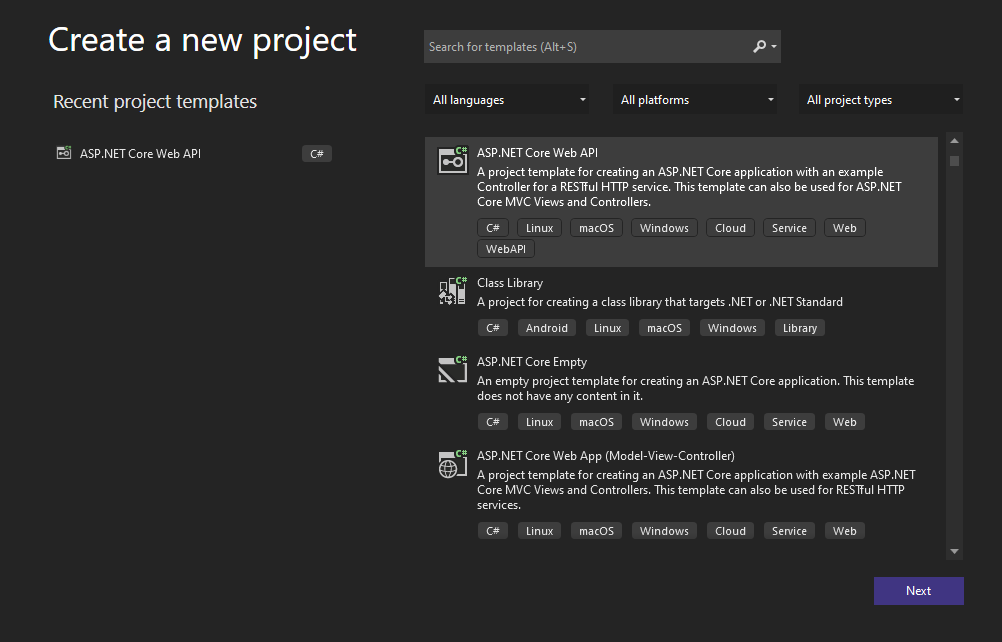 Create a new project
Search for templates (Alt+S)
Recent project templates
All languages
All platforms
All project types
ASP.NET Core Web API
C#
C#
ASP.NET Core Web API
A project template for creating an ASP.NET Core application with an example
Controller for a RESTful HTTP service. This template can also be used for ASP.NET
Core MVC Views and Controllers.
C# Linux macOS Windows Cloud Service Web
WebAPI
C#
Class Library
A project for creating a class library that targets .NET or .NET Standard
C# Android Linux macOS Windows Library
C#
ASP.NET Core Empty
An empty project template for creating an ASP.NET Core application. This template
does not have any content in it.
C# Linux macOS Windows Cloud Service Web
C#
ASP.NET Core Web App (Model-View-Controller)
A project template for creating an ASP.NET Core application with example ASP.NET
Core MVC Views and Controllers. This template can also be used for RESTful HTTP
services.
C# Linux macOS Windows Cloud Service Web
Next